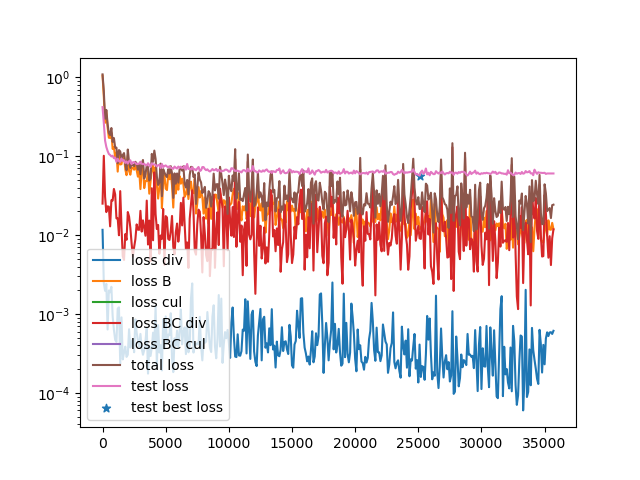 10⁰
10⁻¹
10⁻²
10⁻³
10⁻⁴
loss div
loss B
loss cul
loss BC div
loss BC cul
total loss
test loss
test best loss
0 5000 10000 15000 20000 25000 30000 35000